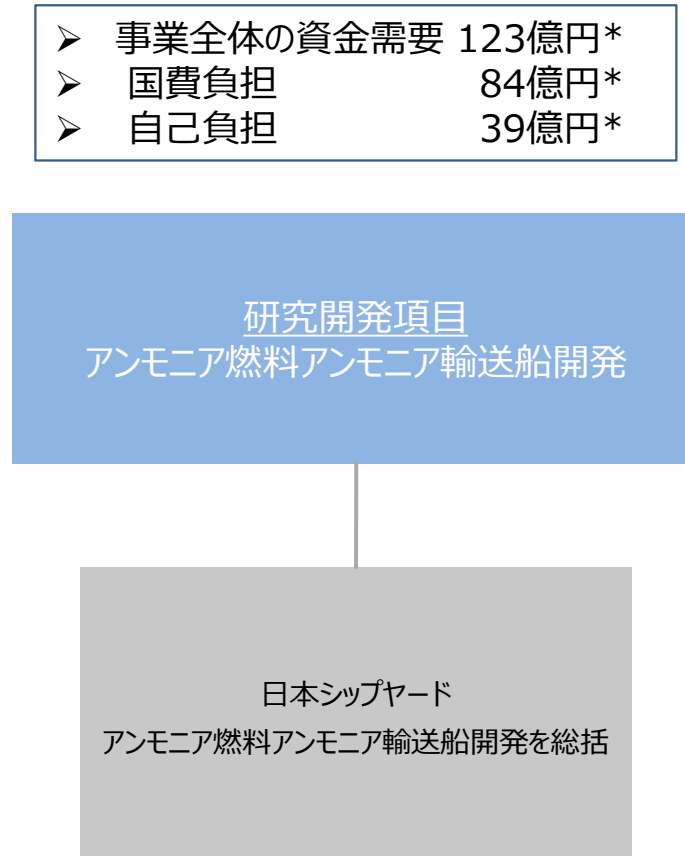 ➢ 事業全体の資金需要 123億円*
➢ 国費負担 84億円*
➢ 自己負担 39億円*
研究開発項目
アンモニア燃料アンモニア輸送船開発
日本シップヤード
アンモニア燃料アンモニア輸送船開発を総括